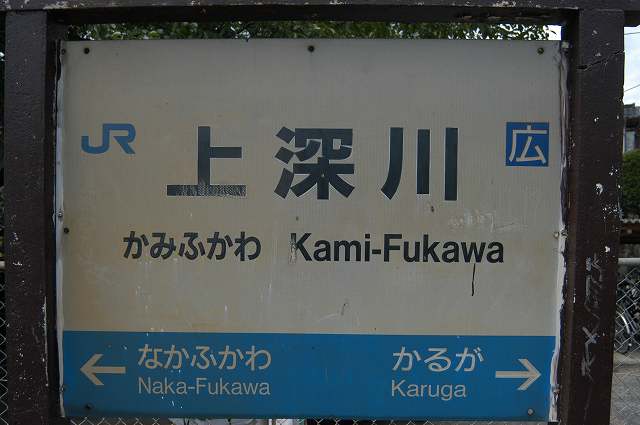 JR 上深川 広
かみふかわ Kami-Fukawa
← なかふかわ かるが →
Naka-Fukawa Karuga